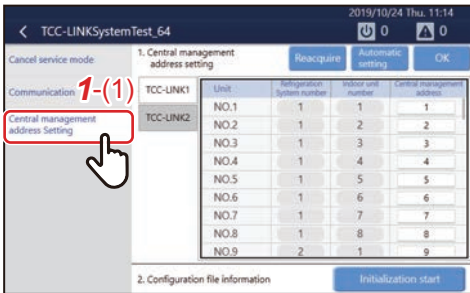 2019/10/24 Thu. 11:14
TCC-LINKSystemTest_64
0
0
Cancel service mode
Communication
1-(1)
Central management
address Setting
1. Central management
address setting
Reacquire
Automatic
setting
OK
TCC-LINK1
TCC-LINK2
Unit
Refrigeration
System number
Indoor unit
number
Central management
address
NO.1 1 1 1
NO.2 1 2 2
NO.3 1 3 3
NO.4 1 4 4
NO.5 1 5 5
NO.6 1 6 6
NO.7 1 7 7
NO.8 1 8 8
NO.9 2 1 9
2. Configuration file information
Initialization start